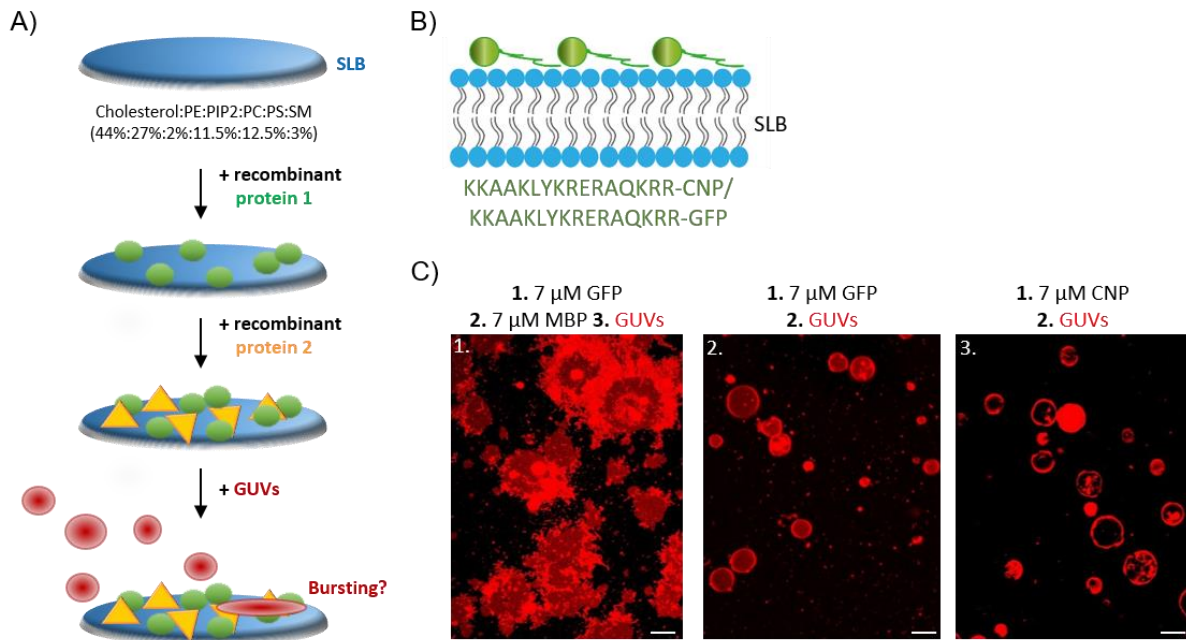 A)
SLB
Cholesterol:PE:PIP2:PC:PS:SM
(44%:27%:2%:11.5%:12.5%:3%)
+ recombinant
protein 1
+ recombinant
protein 2
+ GUVs
Bursting?
B)
SLB
KKAAKLYKRERAQKRR-CNP/
KKAAKLYKRERAQKRR-GFP
C)
1. 7 µM GFP
2. 7 µM MBP 3. GUVs
1.
1. 7 µM GFP
2. GUVs
2.
1. 7 µM CNP
2. GUVs
3.